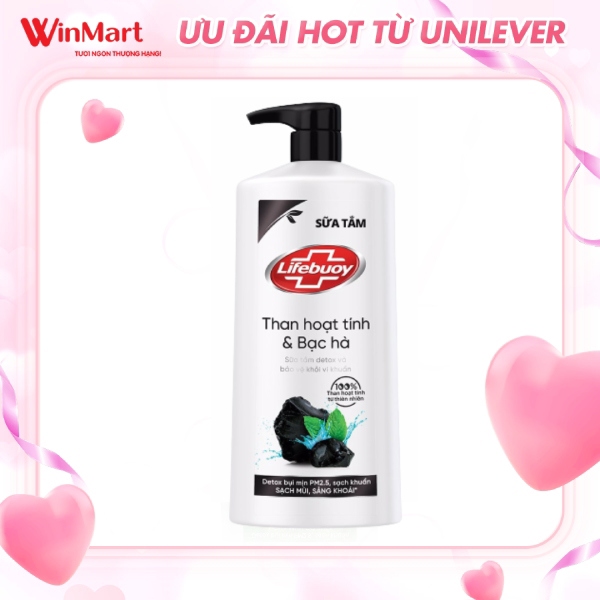 WinMart
TƯƠI NGON THƯỢNG HẠNG!
ƯU ĐÃI HOT TỪ UNILEVER
SỮA TẮM
Lifebuoy
Than hoạt tính
& Bạc hà
Sữa tắm detox và
bảo vệ khỏi vi khuẩn
100%
Than hoạt tính
từ thiên nhiên
Detox bụi mịn PM2.5, sạch khuẩn
SẠCH MÙI, SẢNG KHOÁI*